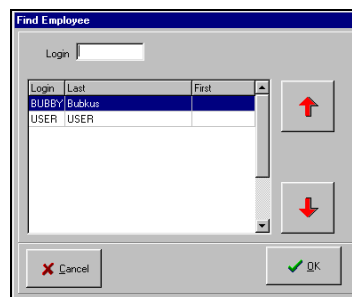 Find Employee
Login
Login Last First
BUBBY Bubkus
USER USER
Cancel OK